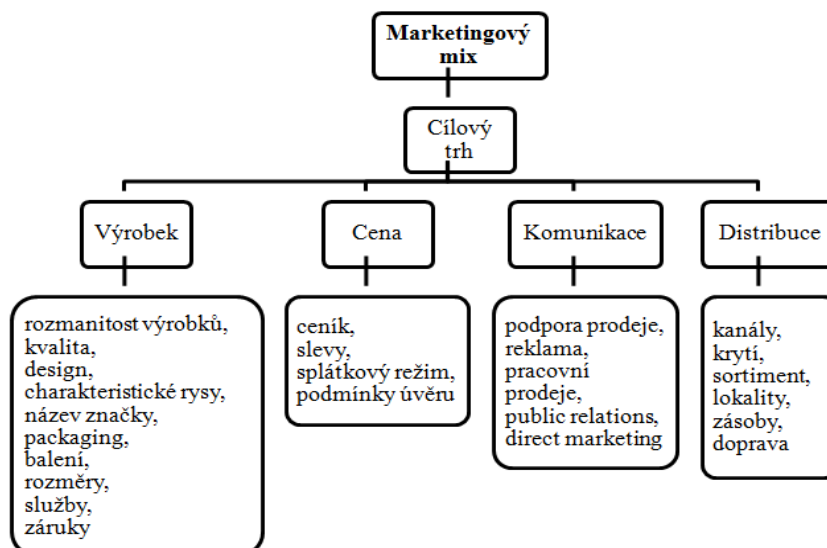 Marketingový
mix
Cílový
trh
Výrobek
Cena
Komunikace
Distribuce
rozmanitost výrobků,
kvalita,
design,
charakteristické rysy,
název značky,
packaging,
balení,
rozměry,
služby,
záruky
ceník,
slevy,
splátkový režim,
podmínky úvěru
podpora prodeje,
reklama,
pracovní
prodeje,
public relations,
direct marketing
kanály,
krytí,
sortiment,
lokality,
zásoby,
doprava